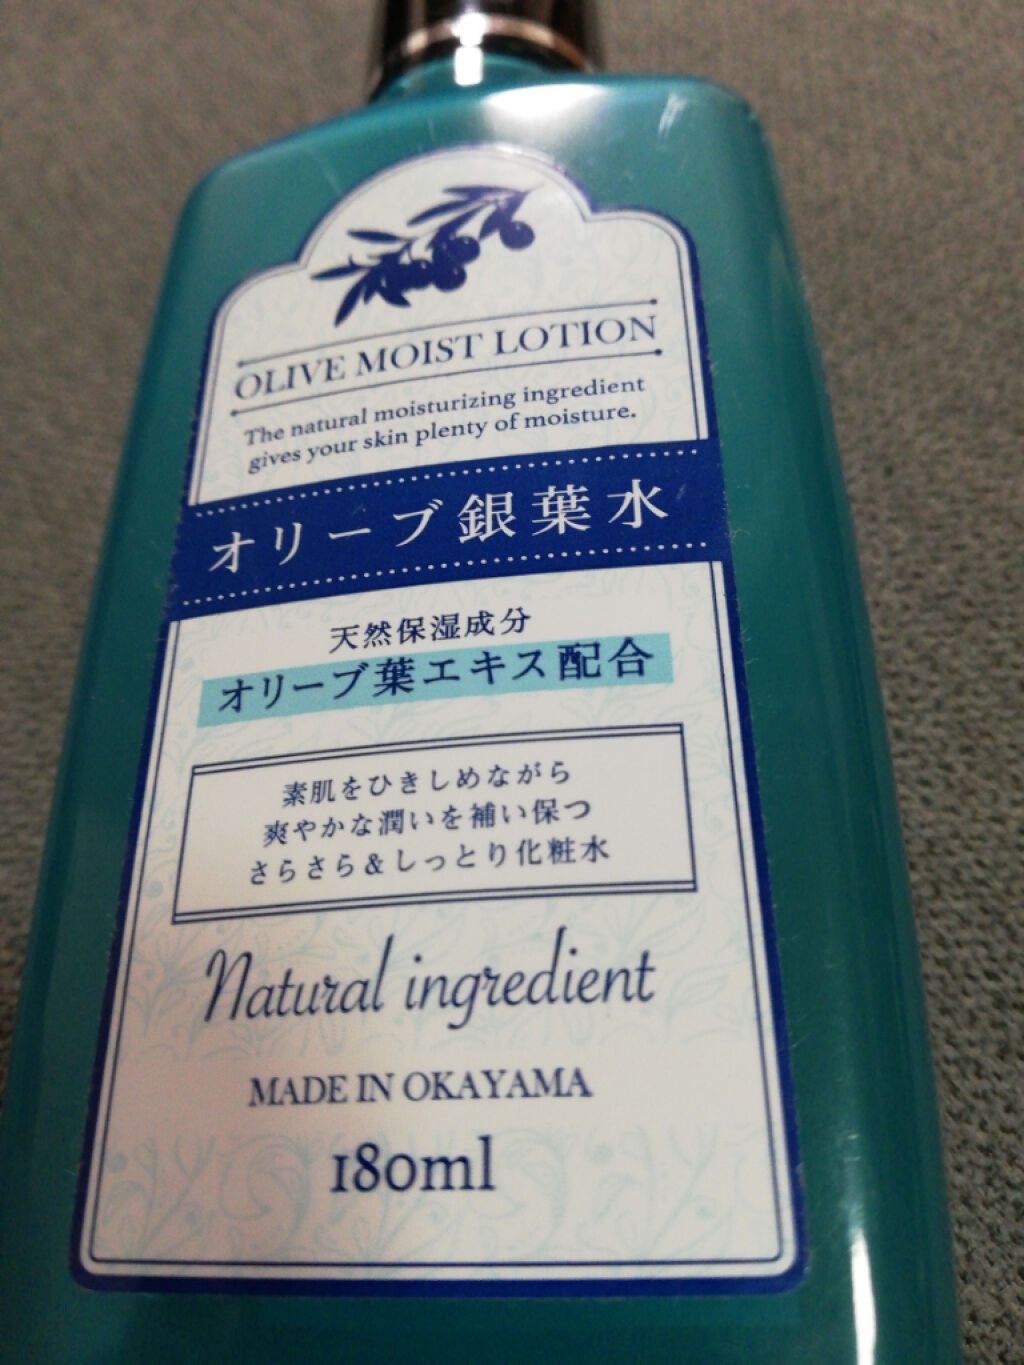 OLIVE MOIST LOTION
The natural moisturizing ingredient
gives your skin plenty of moisture.
オリーブ銀葉水
天然保湿成分
オリーブ葉エキス配合
素肌をひきしめながら
爽やかな潤いを補い保つ
さらさら&しっとり化粧水
Natural ingredient
MADE IN OKAYAMA
180ml